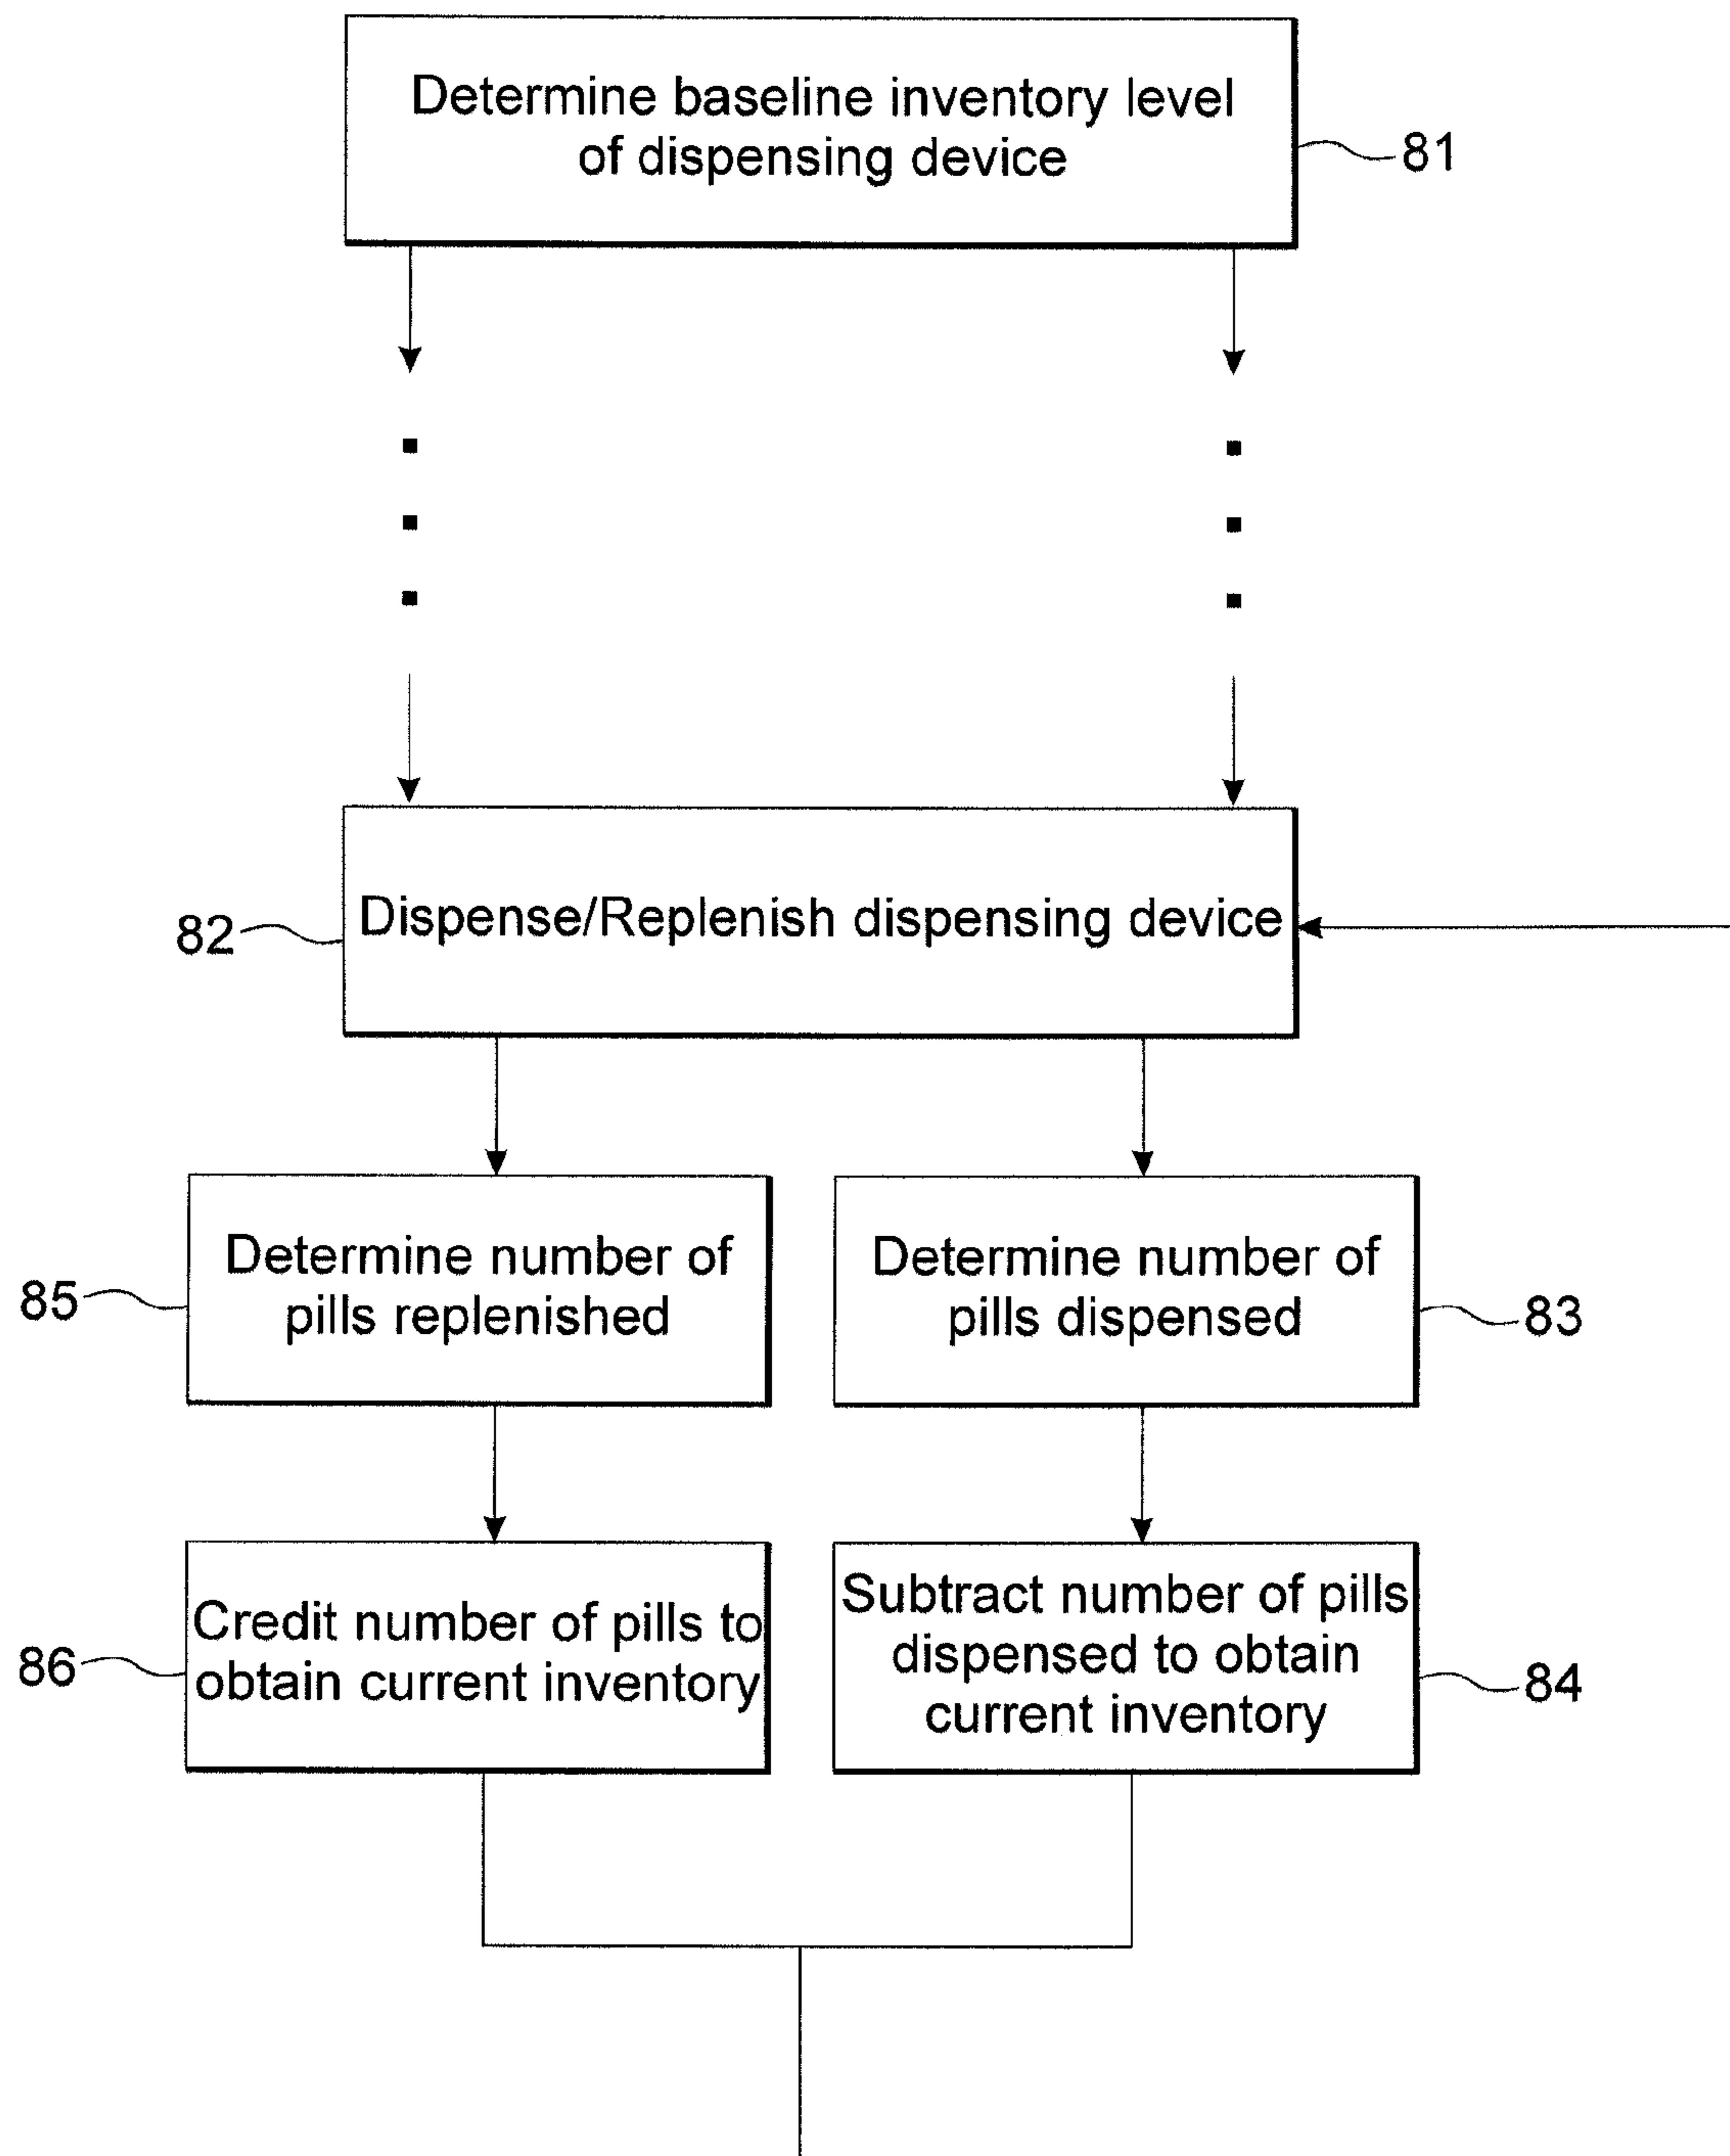 Determine baseline inventory level
of dispensing device
81
Dispense/Replenish dispensing device
82
Determine number of
pills replenished
85
Determine number of
pills dispensed
83
Credit number of pills to
obtain current inventory
86
Subtract number of pills
dispensed to obtain
current inventory
84